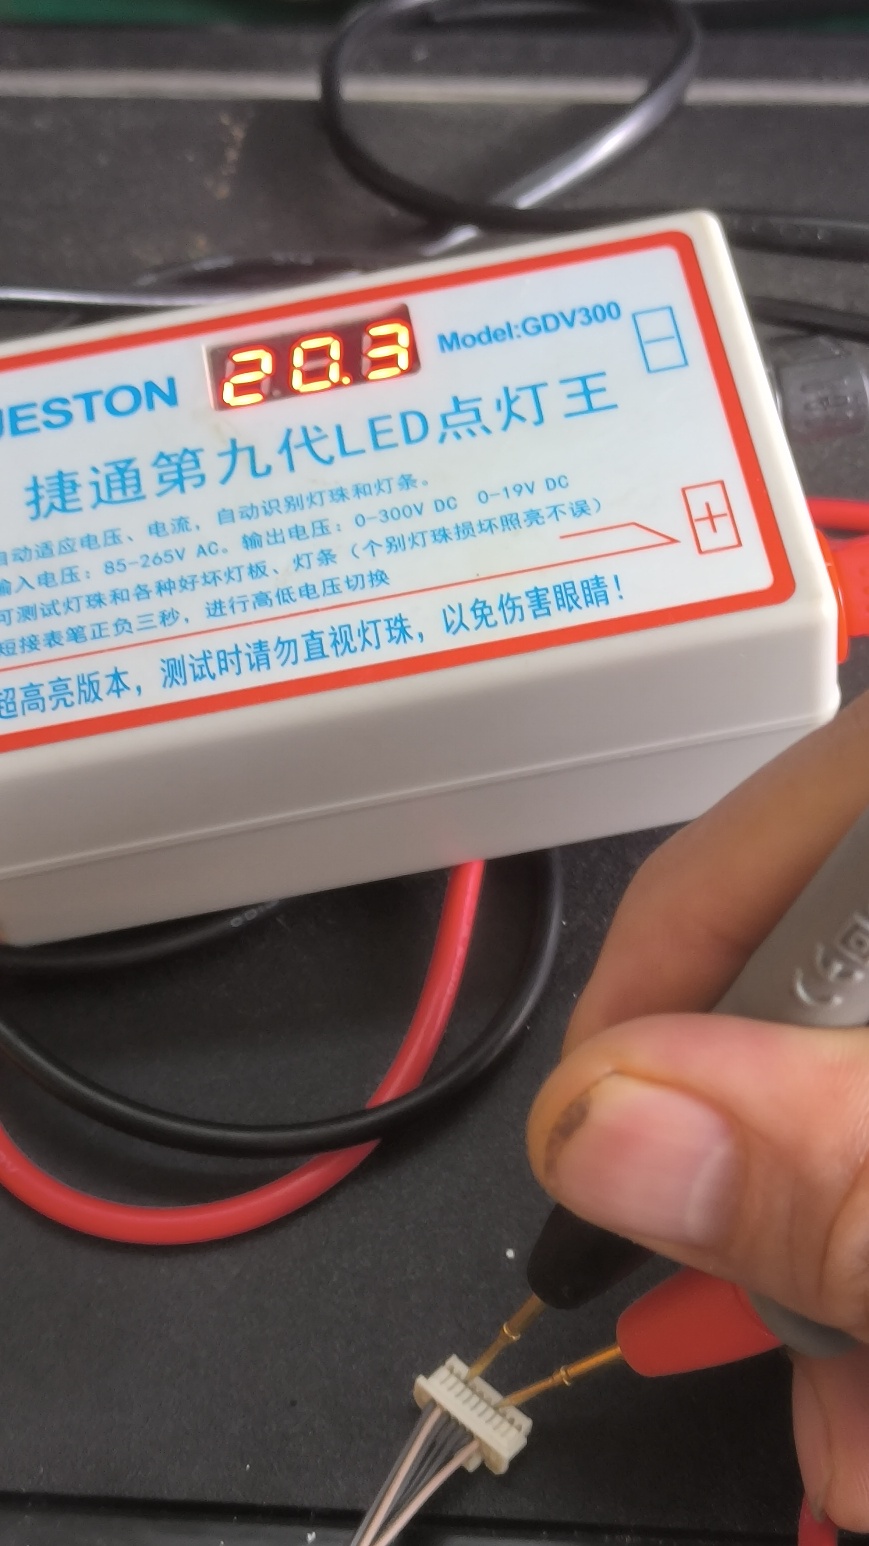 20.3
JESTON
Model:GDV300
捷通第九代LED点灯王
自动适应电压、电流，自动识别灯珠和灯条。
输入电压：85-265V AC。输出电压：0-300V DC 0-19V DC
可测试灯珠和各种好坏灯板、灯条（个别灯珠损坏照亮不误）
短接表笔正负三秒，进行高低电压切换
超高亮版本，测试时请勿直视灯珠，以免伤害眼睛！
－
＋
CE